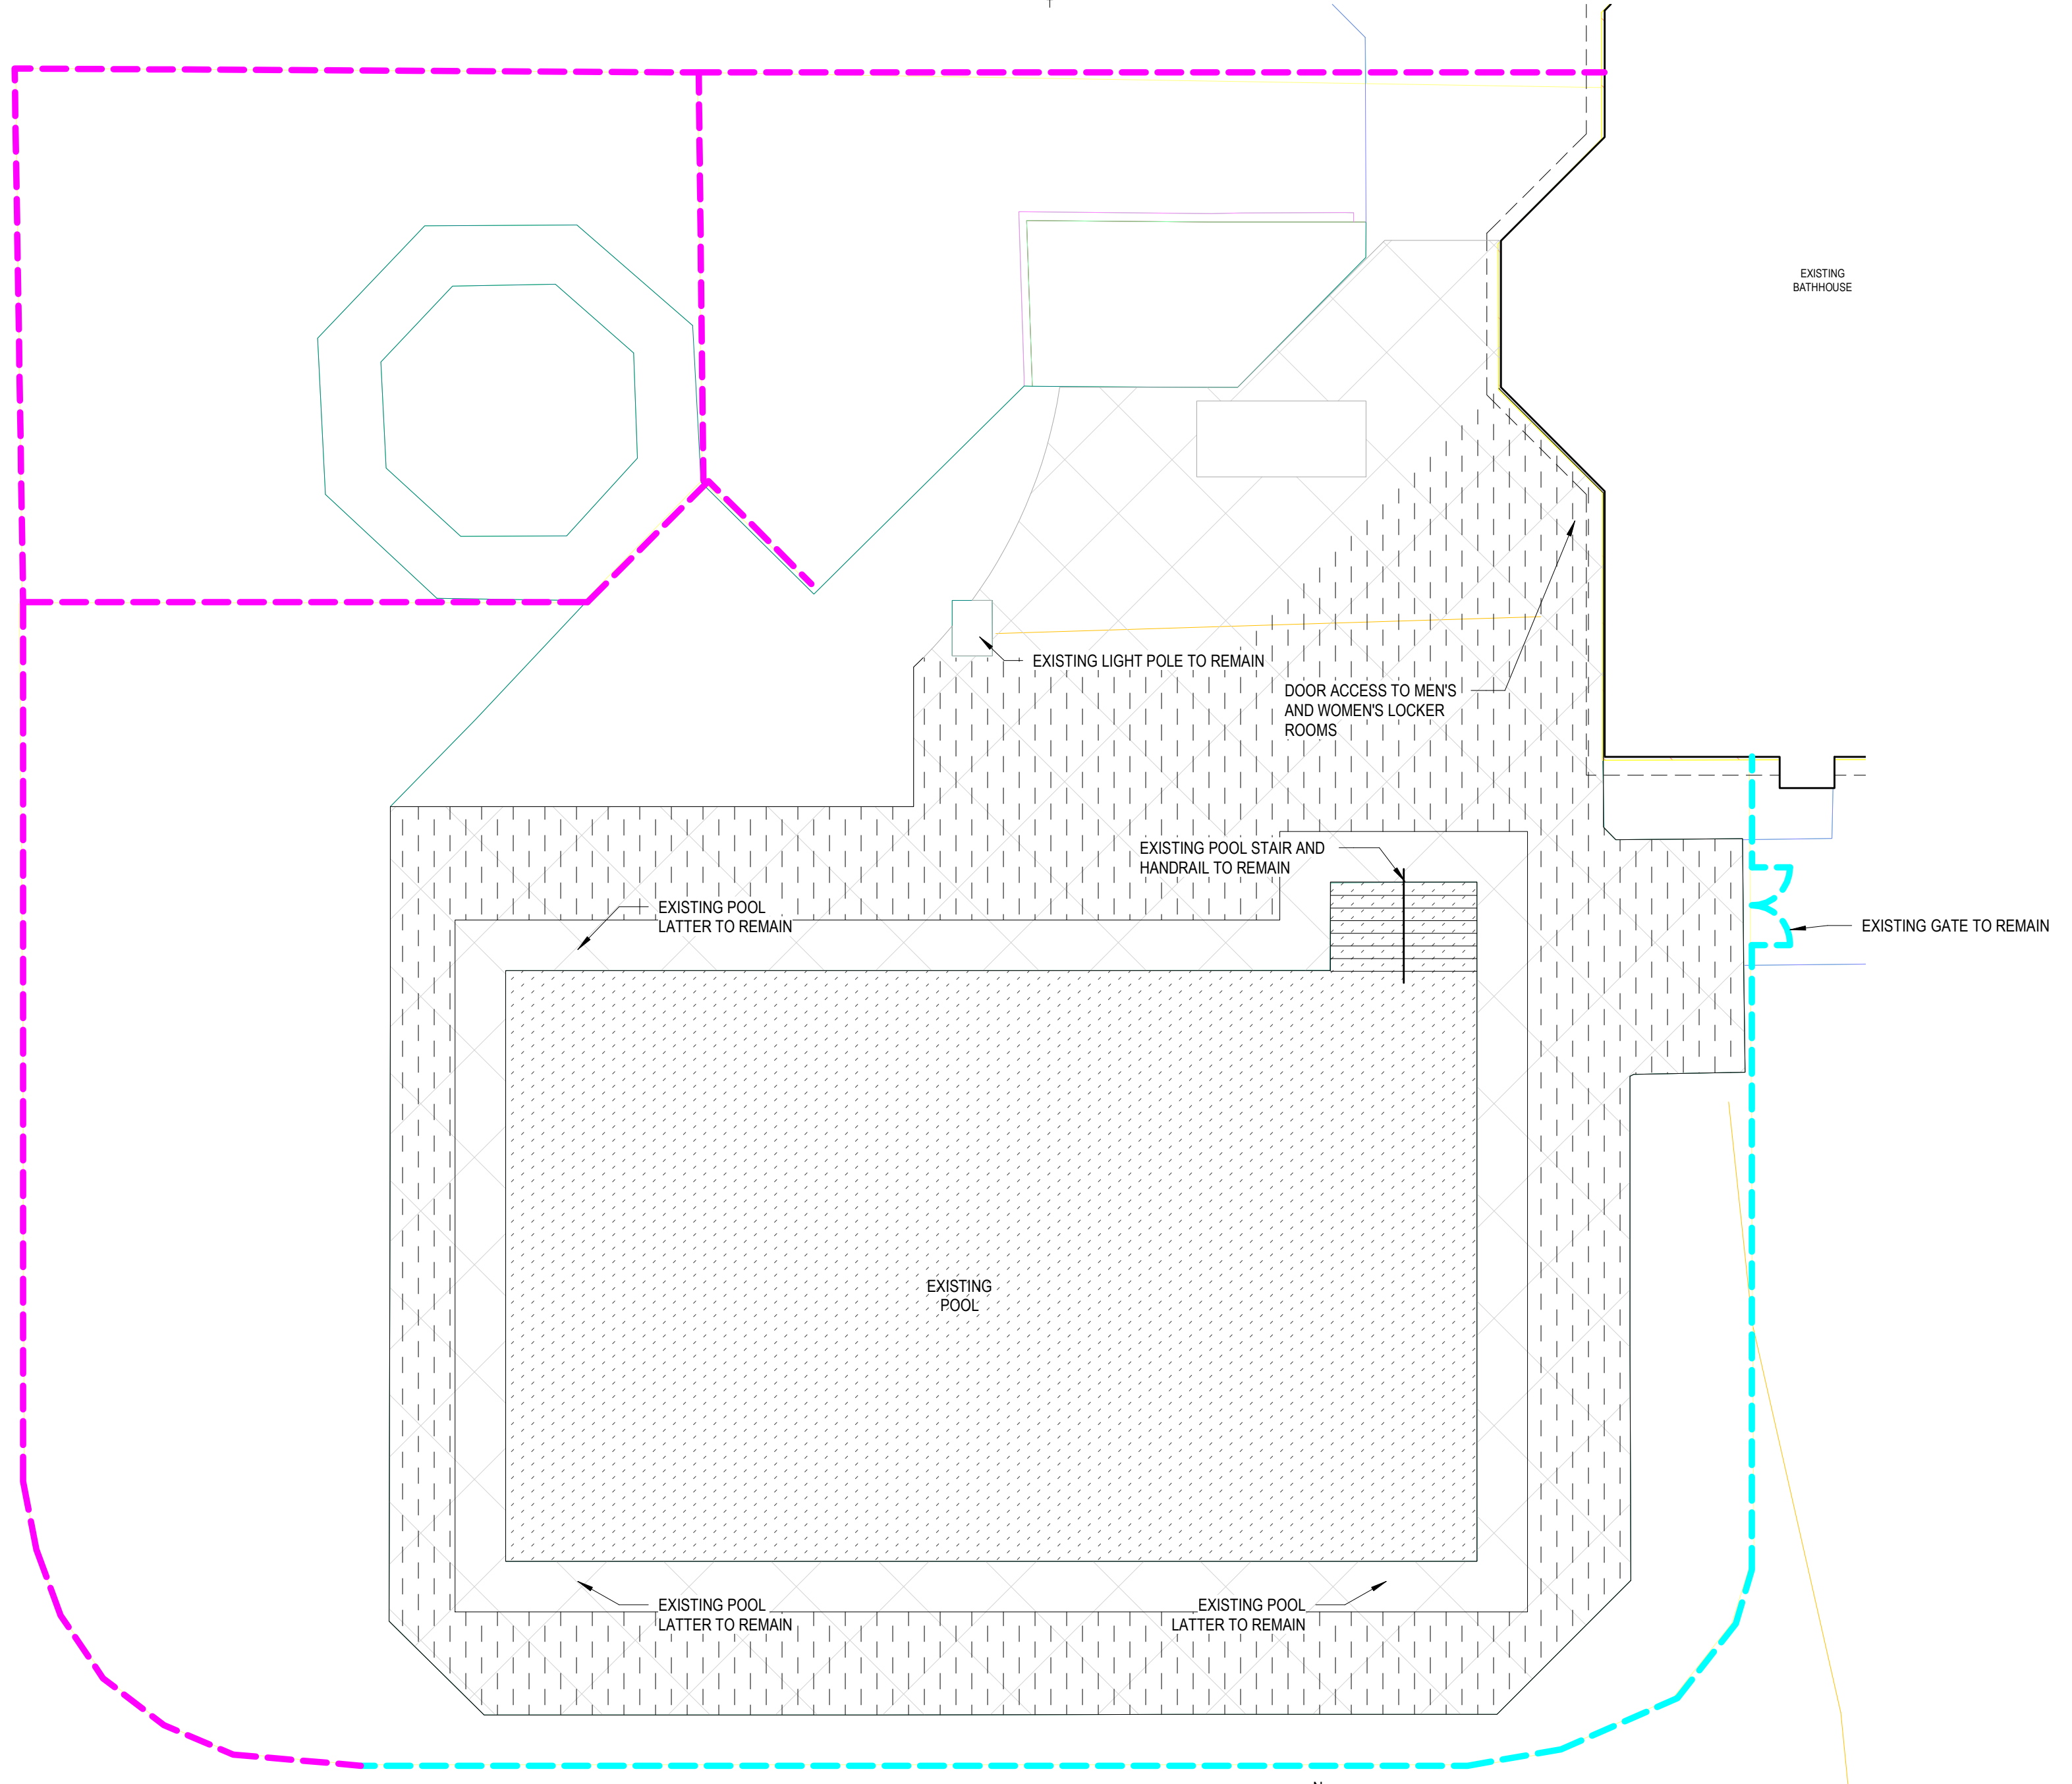 EXISTING
BATHHOUSE
EXISTING LIGHT POLE TO REMAIN
DOOR ACCESS TO MEN'S
AND WOMEN'S LOCKER
ROOMS
EXISTING POOL STAIR AND
HANDRAIL TO REMAIN
EXISTING POOL
LATTER TO REMAIN
EXISTING GATE TO REMAIN
EXISTING
POOL
EXISTING POOL
LATTER TO REMAIN
EXISTING POOL
LATTER TO REMAIN